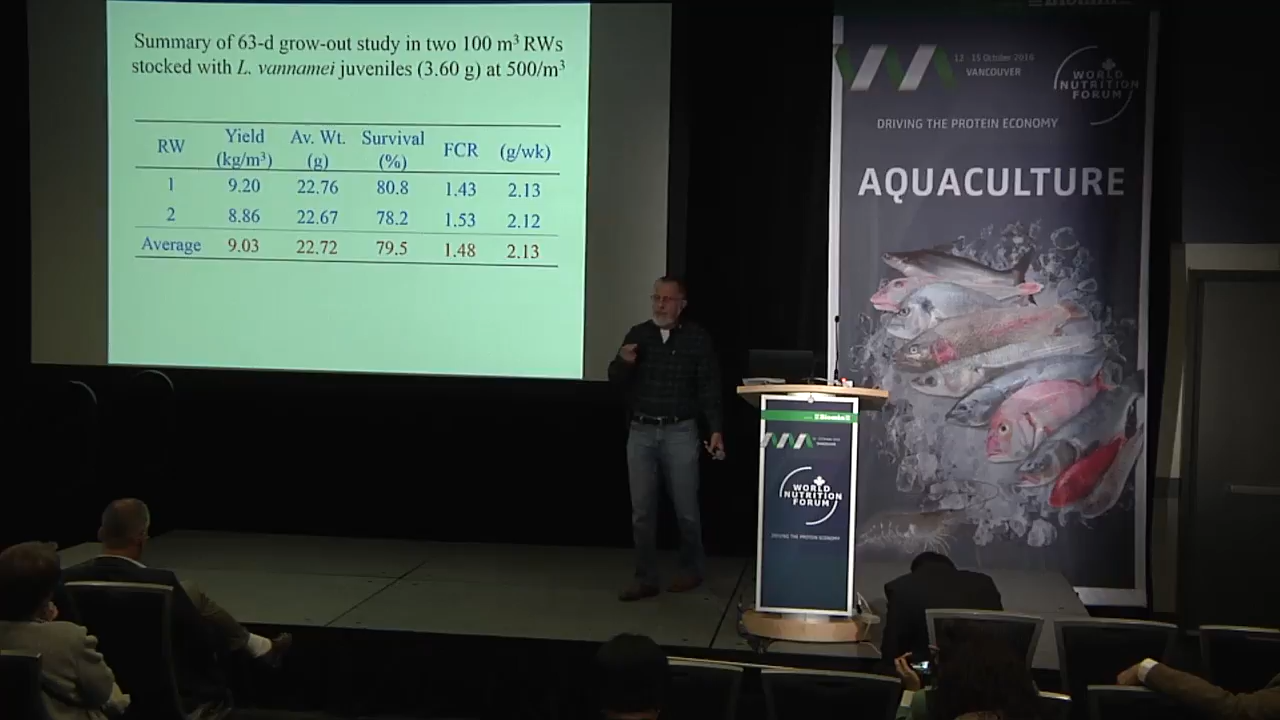 Summary of 63-d grow-out study in two 100 m³ RWs
stocked with L. vannamei juveniles (3.60 g) at 500/m³
RW Yield (kg/m³) Av. Wt. (g) Survival (%) FCR (g/wk)
1 9.20 22.76 80.8 1.43 2.13
2 8.86 22.67 78.2 1.53 2.12
Average 9.03 22.72 79.5 1.48 2.13
12 - 15 October 2016
VANCOUVER
WORLD
NUTRITION
FORUM
DRIVING THE PROTEIN ECONOMY
AQUACULTURE
VANCOUVER
WORLD
NUTRITION
FORUM
DRIVING THE PROTEIN ECONOMY